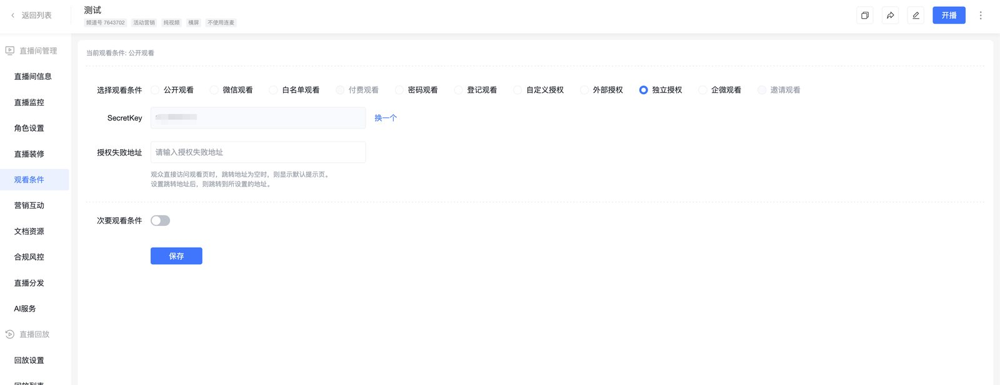 返回列表
测试
频道号 7643702 活动营销 纯视频 横屏 不使用连麦
开播
直播间管理
直播间信息
直播监控
角色设置
直播装修
观看条件
营销互动
文档资源
合规风控
直播分发
AI服务
直播回放
回放设置
回放列表
当前观看条件: 公开观看
选择观看条件 公开观看 微信观看 白名单观看 付费观看 密码观看 登记观看 自定义授权 外部授权 独立授权 企微观看 邀请观看
SecretKey 换一个
授权失败地址 请输入授权失败地址
观众直接访问观看页时，跳转地址为空时，则显示默认提示页。
设置跳转地址后，则跳转到所设置的地址。
次要观看条件
保存